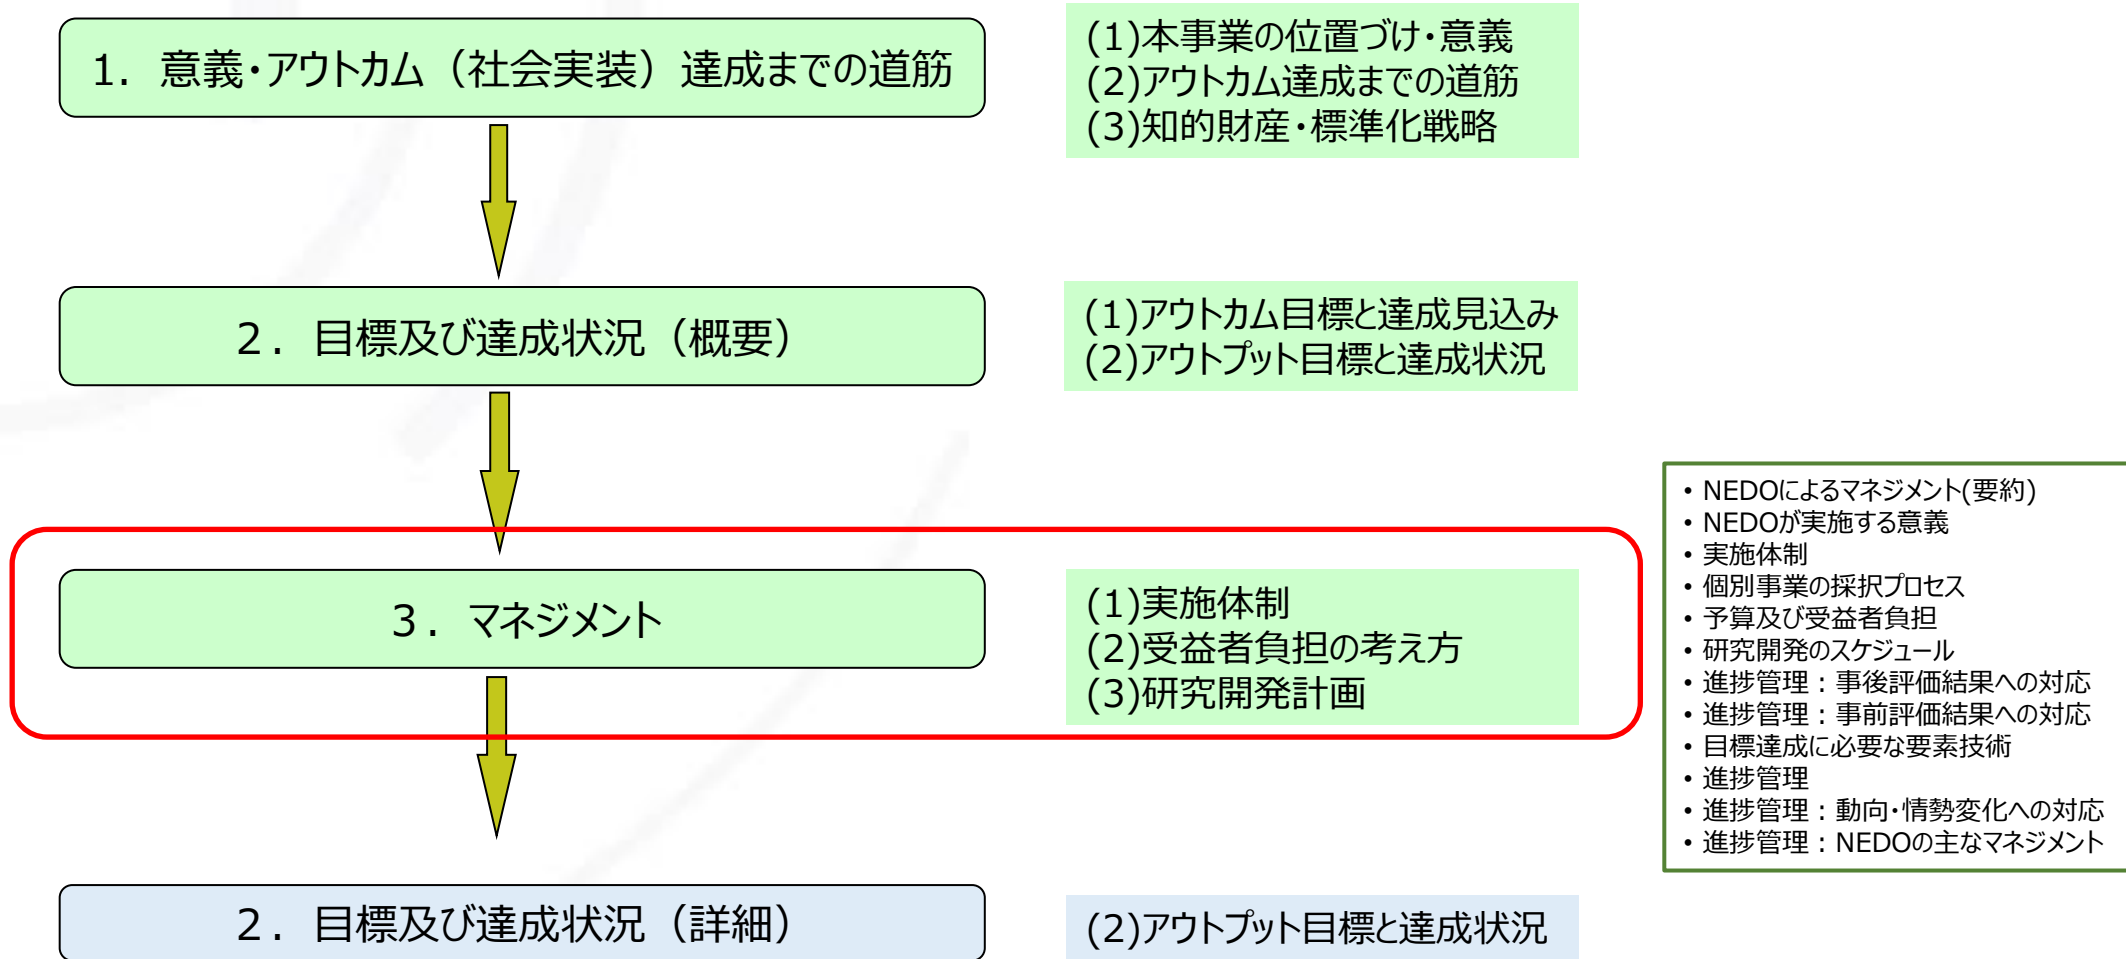 1. 意義・アウトカム（社会実装）達成までの道筋
(1)本事業の位置づけ・意義
(2)アウトカム達成までの道筋
(3)知的財産・標準化戦略
2. 目標及び達成状況（概要）
(1)アウトカム目標と達成見込み
(2)アウトプット目標と達成状況
3. マネジメント
(1)実施体制
(2)受益者負担の考え方
(3)研究開発計画
• NEDOによるマネジメント(要約)
• NEDOが実施する意義
• 実施体制
• 個別事業の採択プロセス
• 予算及び受益者負担
• 研究開発のスケジュール
• 進捗管理：事後評価結果への対応
• 進捗管理：事前評価結果への対応
• 目標達成に必要な要素技術
• 進捗管理
• 進捗管理：動向・情勢変化への対応
• 進捗管理：NEDOの主なマネジメント
2. 目標及び達成状況（詳細）
(2)アウトプット目標と達成状況